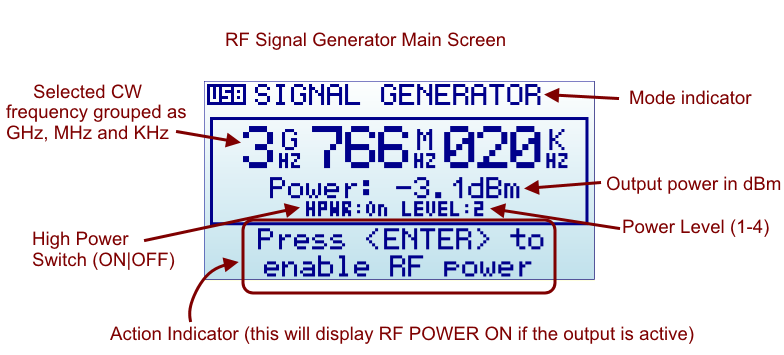 RF Signal Generator Main Screen
Selected CW
frequency grouped as
GHz, MHz and KHz
USB SIGNAL GENERATOR
Mode indicator
3 GHZ 766 MHZ 020 KHZ
Power: -3.1dBm
Output power in dBm
HPWR:On LEVEL:2
Power Level (1-4)
High Power
Switch (ON|OFF)
Press <ENTER> to
enable RF power
Action Indicator (this will display RF POWER ON if the output is active)